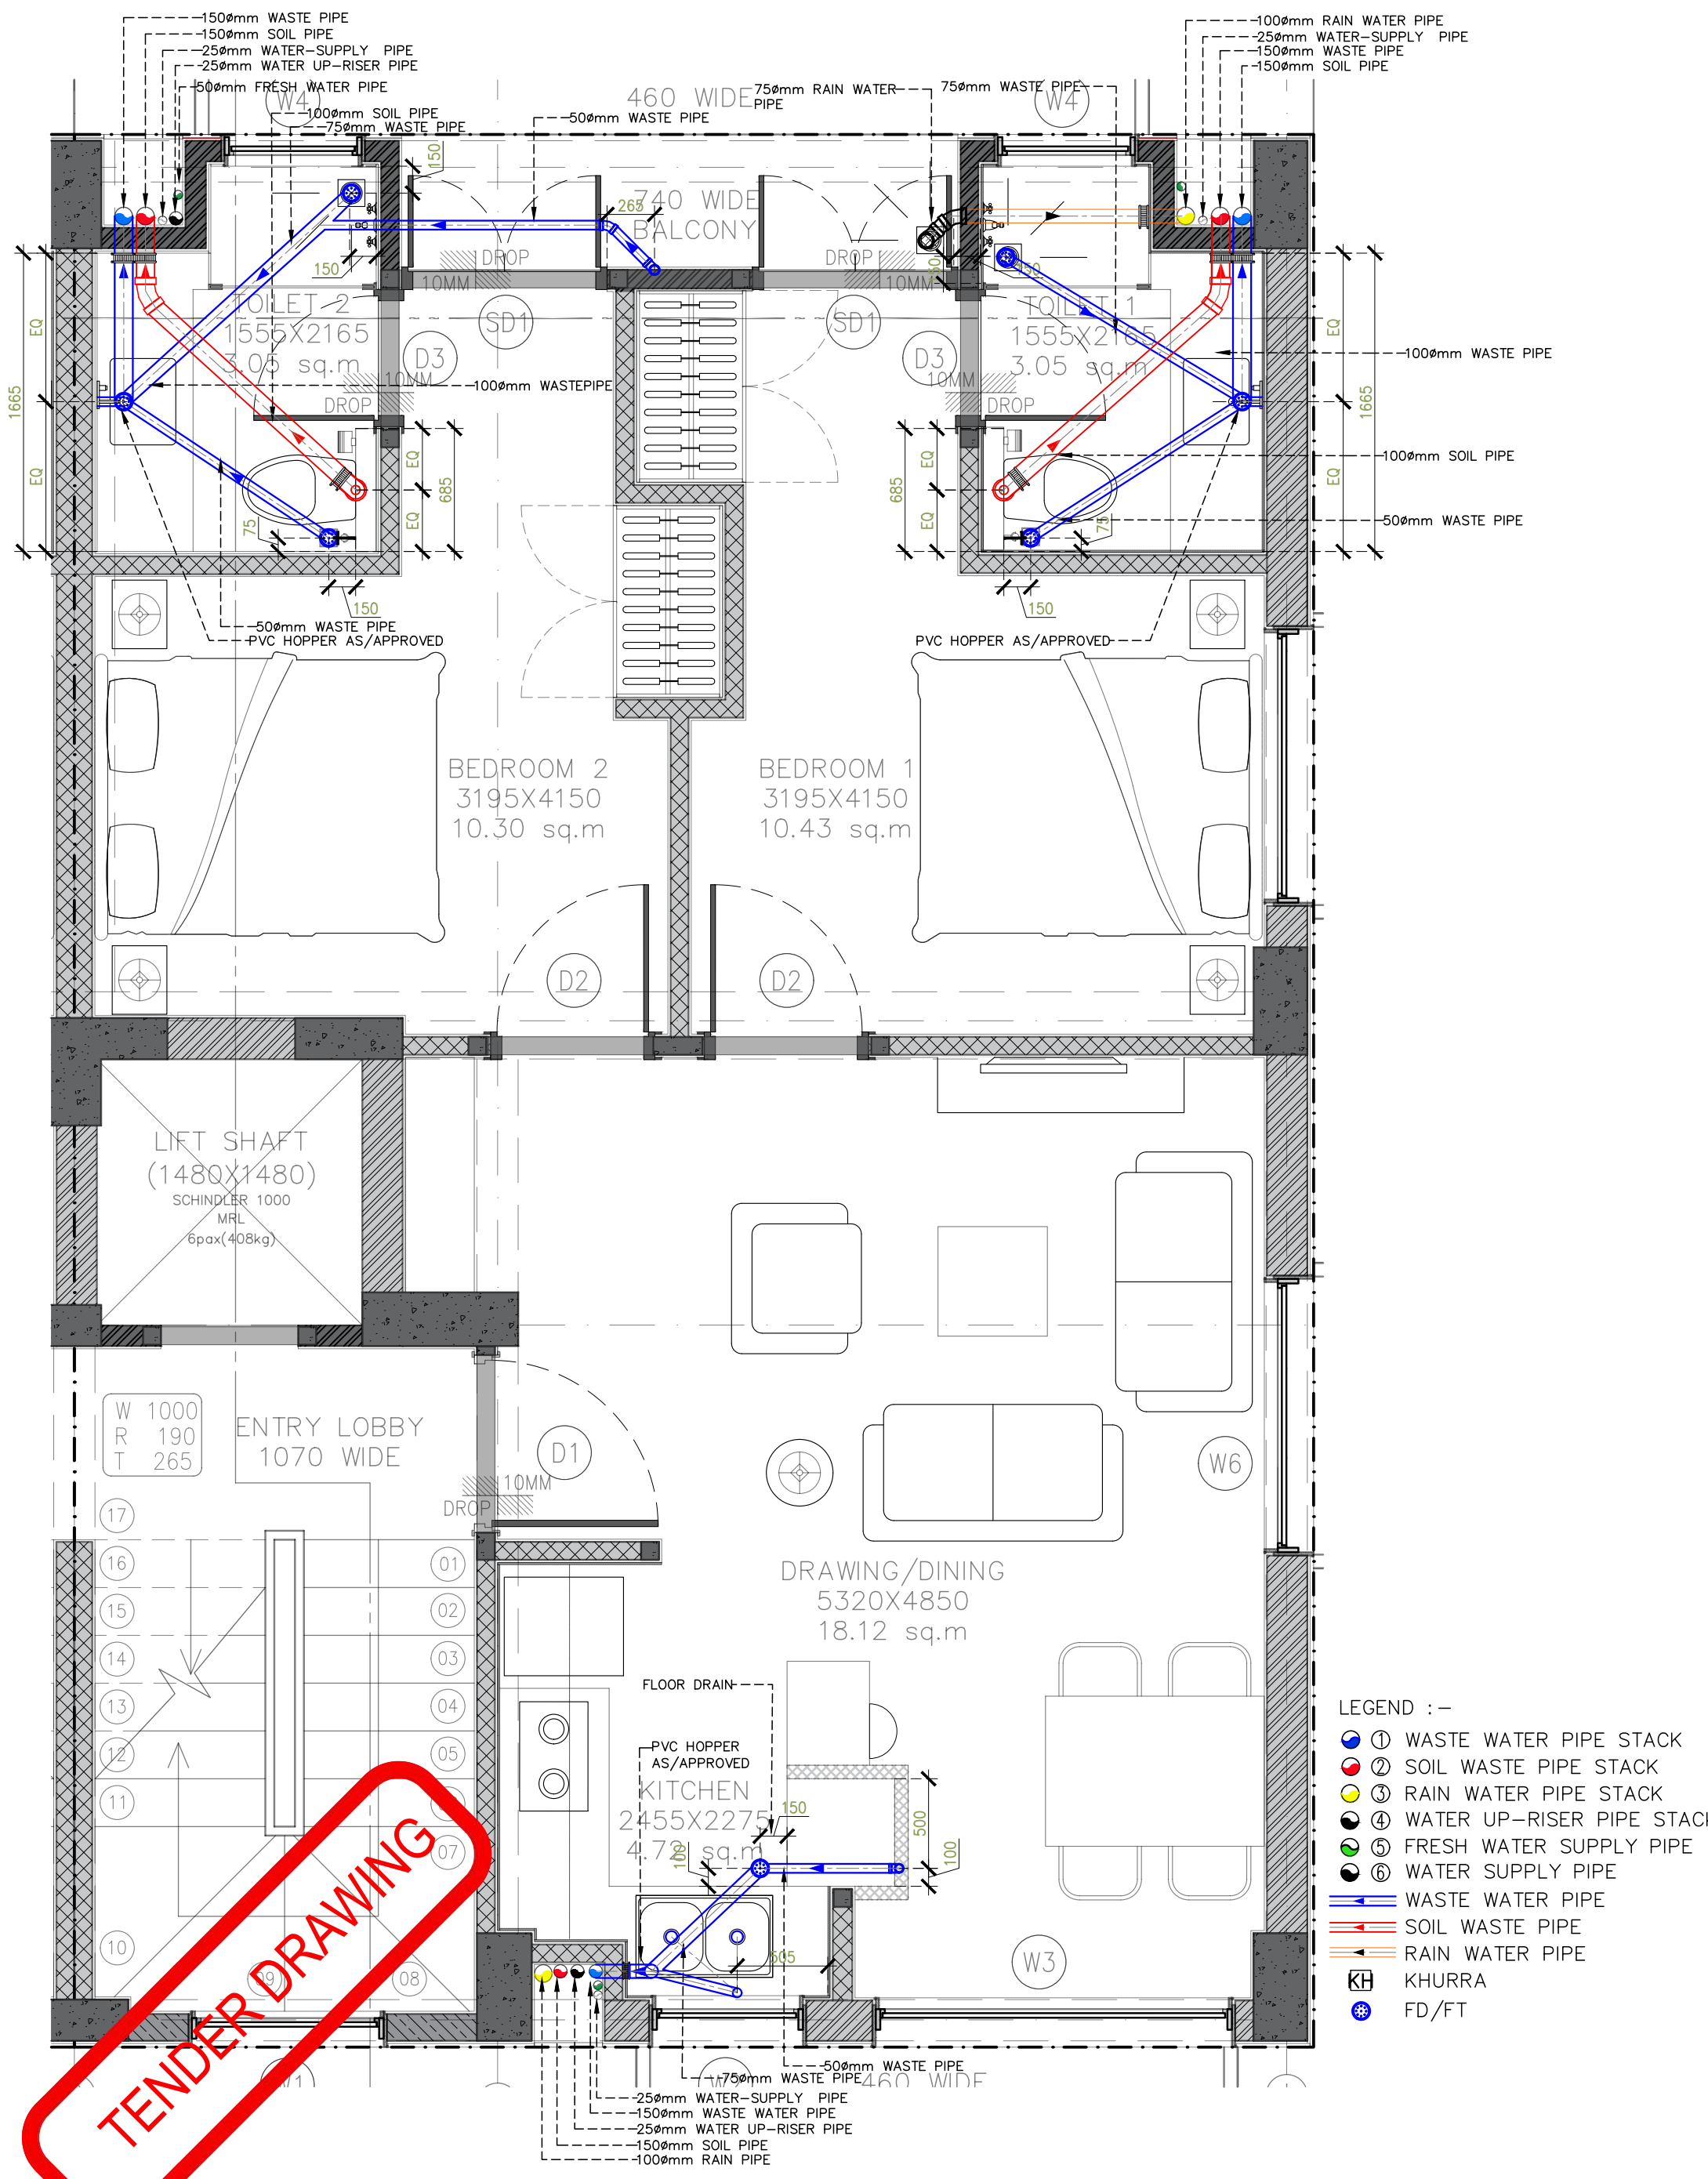 150ømm WASTE PIPE
150ømm SOIL PIPE
25ømm WATER-SUPPLY PIPE
25ømm WATER UP-RISER PIPE
50ømm FRESH WATER PIPE
W4
100ømm SOIL PIPE
75ømm WASTE PIPE
50ømm WASTE PIPE
460 WIDE
75ømm RAIN WATER
PIPE
75ømm WASTE PIPE
W4
100ømm RAIN WATER PIPE
25ømm WATER-SUPPLY PIPE
150ømm WASTE PIPE
150ømm SOIL PIPE
150
740 WIDE
BALCONY
265
150
DROP
10MM
DROP
10MM
150
TOILET 2
1555X2165
3.05 sq.m
SD1
SD1
TOILET 1
1555X2165
3.05 sq.m
D3
D3
EQ
EQ
1665
10MM
DROP
100ømm WASTEPIPE
10MM
DROP
100ømm WASTE PIPE
EQ
EQ
1665
EQ
EQ
685
685
EQ
EQ
100ømm SOIL PIPE
75
75
50ømm WASTE PIPE
150
150
50ømm WASTE PIPE
PVC HOPPER AS/APPROVED
PVC HOPPER AS/APPROVED
BEDROOM 2
3195X4150
10.30 sq.m
BEDROOM 1
3195X4150
10.43 sq.m
D2
D2
LIFT SHAFT
(1480X1480)
SCHINDLER 1000
MRL
6pax(408kg)
W 1000
R 190
T 265
ENTRY LOBBY
1070 WIDE
D1
W6
10MM
DROP
17
16
15
14
13
12
11
10
09
08
07
05
04
03
02
01
DRAWING/DINING
5320X4850
18.12 sq.m
FLOOR DRAIN
PVC HOPPER
AS/APPROVED
KITCHEN
2455X2275
4.72 sq.m
150
500
100
100
505
W3
TENDER DRAWING
50ømm WASTE PIPE
75ømm WASTE PIPE
460 WIDE
25ømm WATER-SUPPLY PIPE
150ømm WASTE WATER PIPE
25ømm WATER UP-RISER PIPE
150ømm SOIL PIPE
100ømm RAIN PIPE
LEGEND :-
1 WASTE WATER PIPE STACK
2 SOIL WASTE PIPE STACK
3 RAIN WATER PIPE STACK
4 WATER UP-RISER PIPE STACK
5 FRESH WATER SUPPLY PIPE
6 WATER SUPPLY PIPE
WASTE WATER PIPE
SOIL WASTE PIPE
RAIN WATER PIPE
KH KHURRA
FD/FT